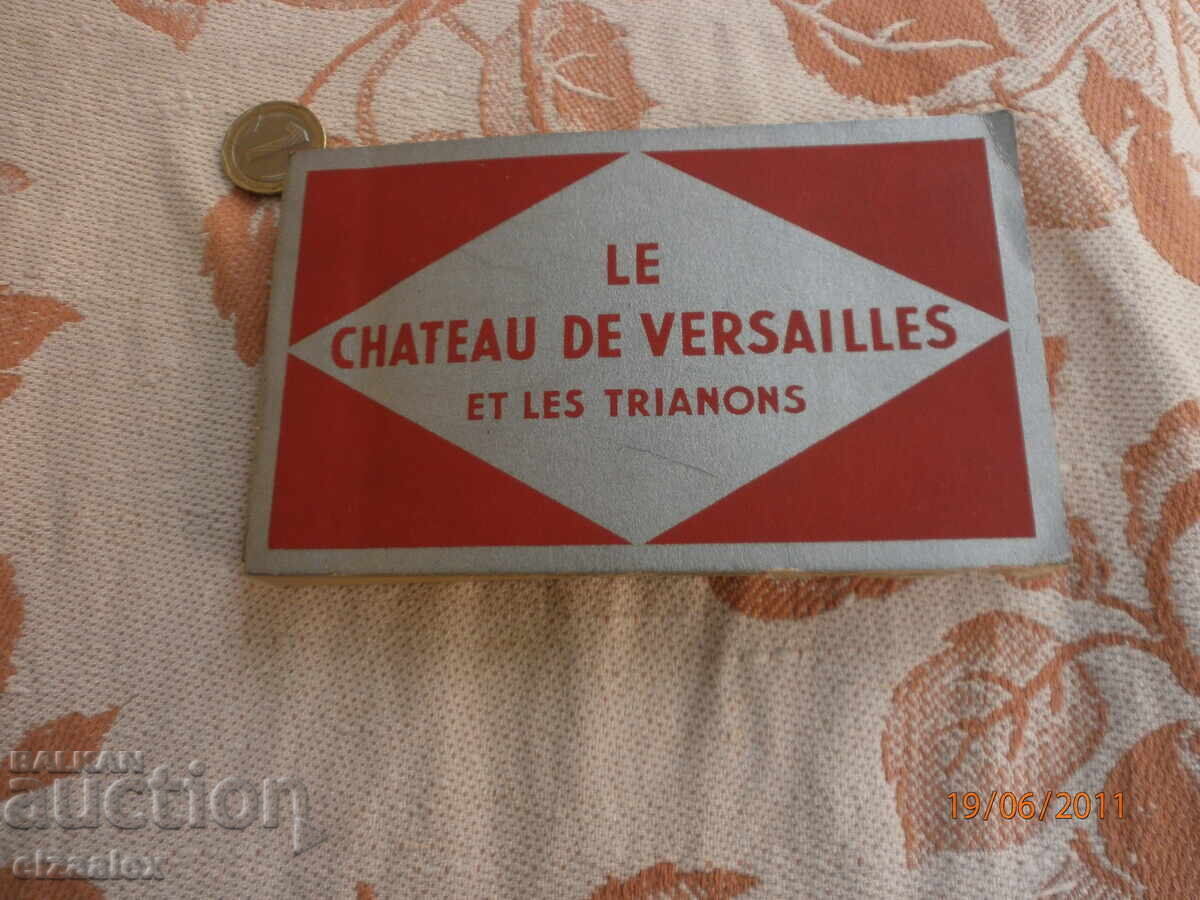 LE
CHATEAU DE VERSAILLES
ET LES TRIANONS
BALKAN
auction
elzaalex
19/06/2011